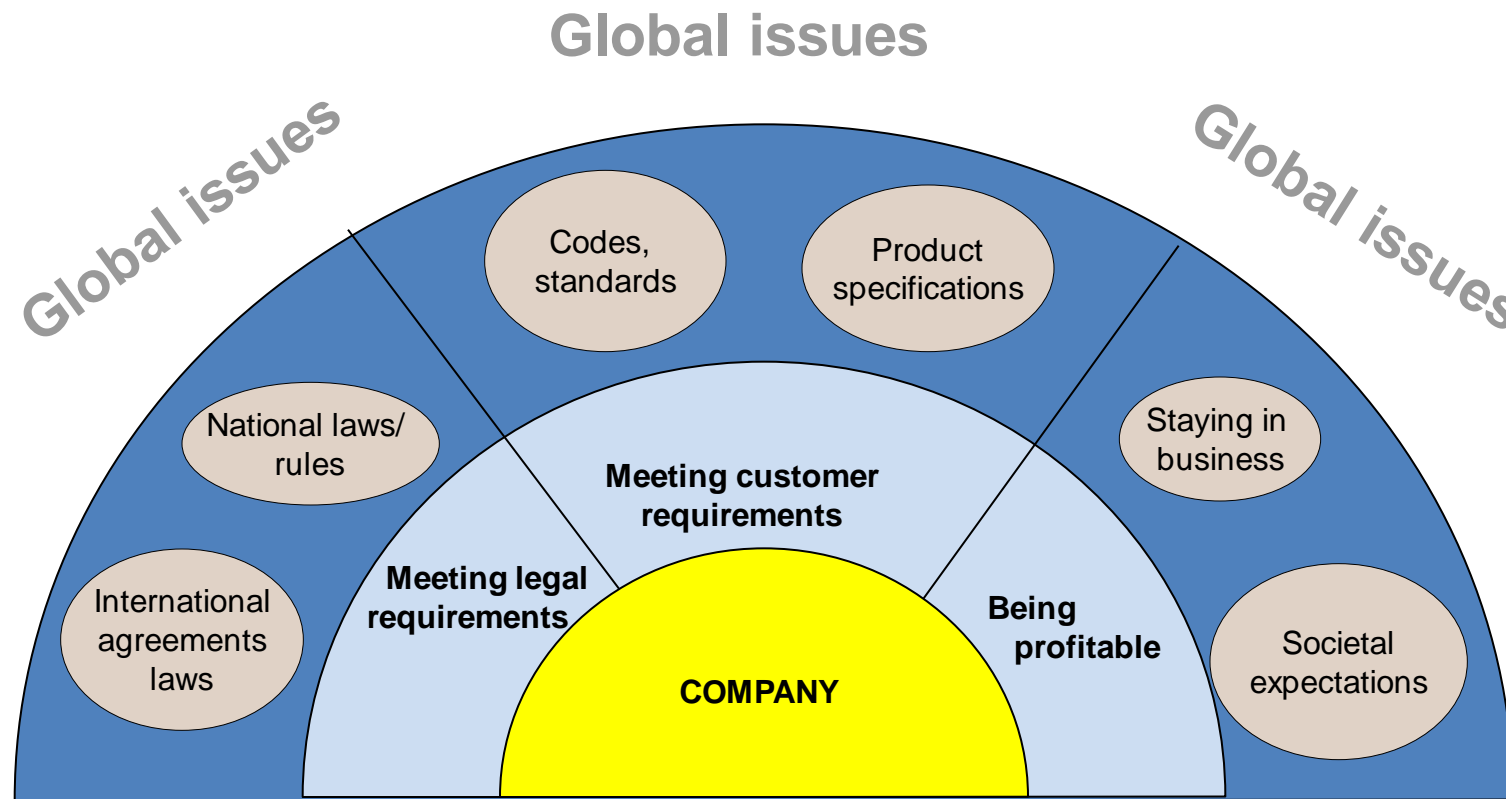 Global issues
Global issues
Global issues
Codes,
standards
Product
specifications
National laws/
rules
Staying in
business
Meeting customer
requirements
Meeting legal
requirements
International
agreements
laws
Being
profitable
Societal
expectations
COMPANY